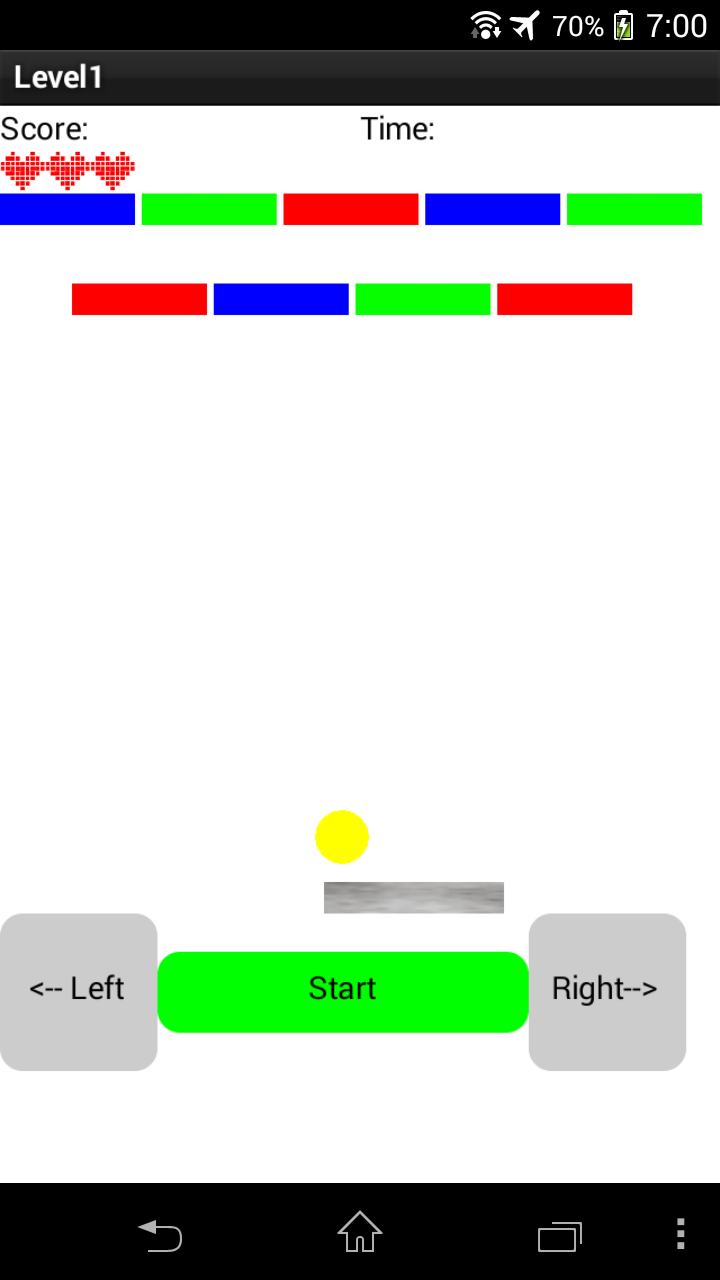 70% 7:00
Level1
Score: Time:
<-- Left Start Right-->